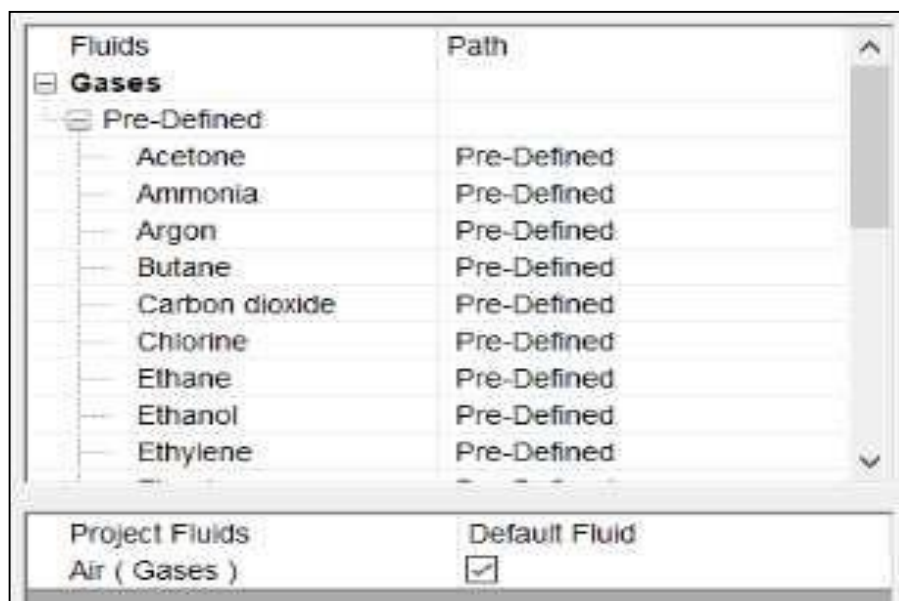 Fluids Path
Gases
Pre-Defined
Acetone Pre-Defined
Ammonia Pre-Defined
Argon Pre-Defined
Butane Pre-Defined
Carbon dioxide Pre-Defined
Chlorine Pre-Defined
Ethane Pre-Defined
Ethanol Pre-Defined
Ethylene Pre-Defined
Project Fluids Default Fluid
Air ( Gases )